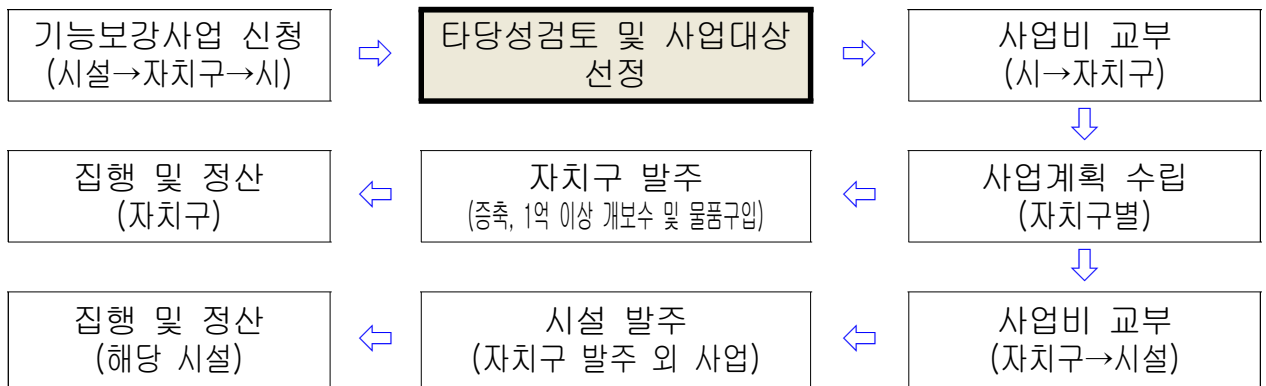 기능보강사업 신청
(시설→자치구→시)
⇨
타당성검토 및 사업대상
선정
⇨
사업비 교부
(시→자치구)
⇩
사업계획 수립
(자치구별)
⇦
자치구 발주
(증축, 1억 이상 개보수 및 물품구입)
⇦
집행 및 정산
(자치구)
⇩
사업비 교부
(자치구→시설)
⇦
시설 발주
(자치구 발주 외 사업)
⇦
집행 및 정산
(해당 시설)